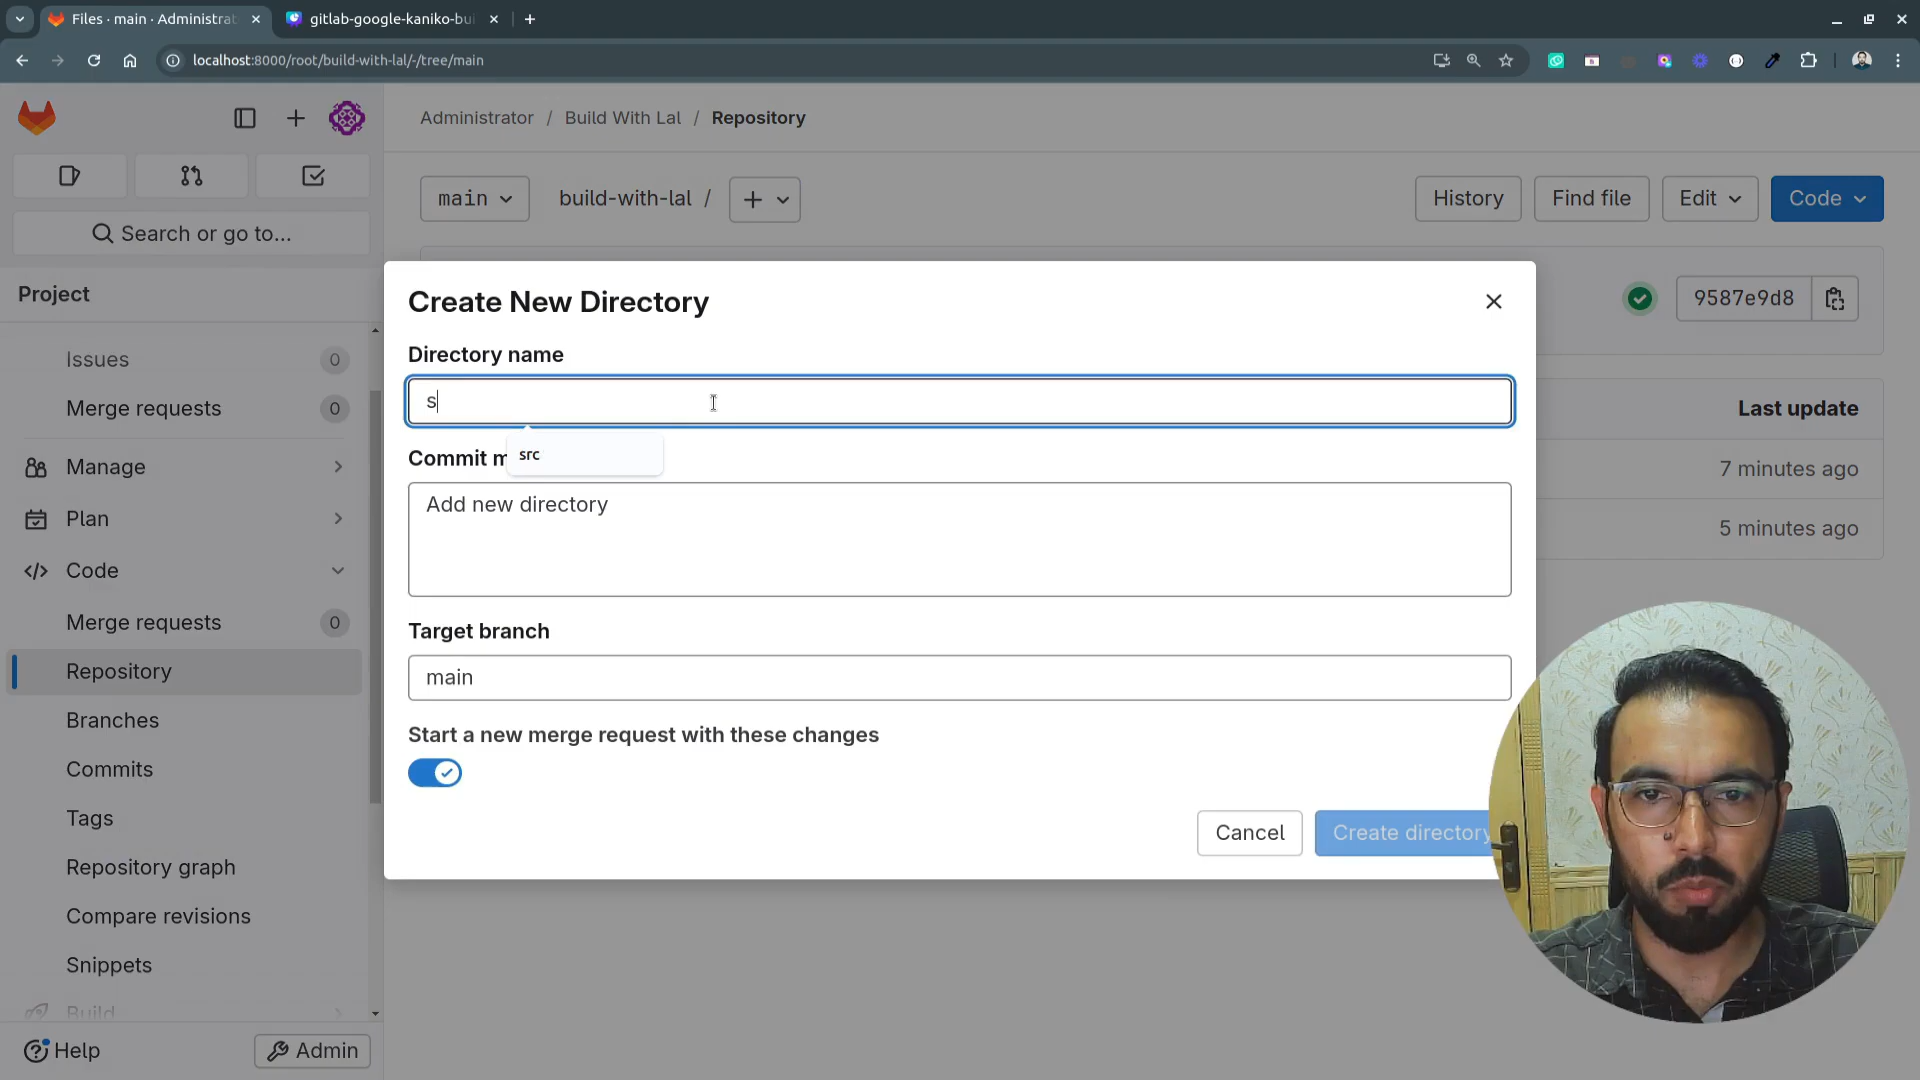 Files · main · Administrat
gitlab-google-kaniko-bui
localhost:8000/root/build-with-lal/-/tree/main
Administrator / Build With Lal / Repository
Search or go to...
main
build-with-lal /
History
Find file
Edit
Code
Project
9587e9d8
Issues 0
Merge requests 0
Manage
Plan
Code
Merge requests 0
Repository
Branches
Commits
Tags
Repository graph
Compare revisions
Snippets
Build
Help
Admin
Last update
7 minutes ago
5 minutes ago
Create New Directory
Directory name
s
src
Commit m
Add new directory
Target branch
main
Start a new merge request with these changes
Cancel
Create directory